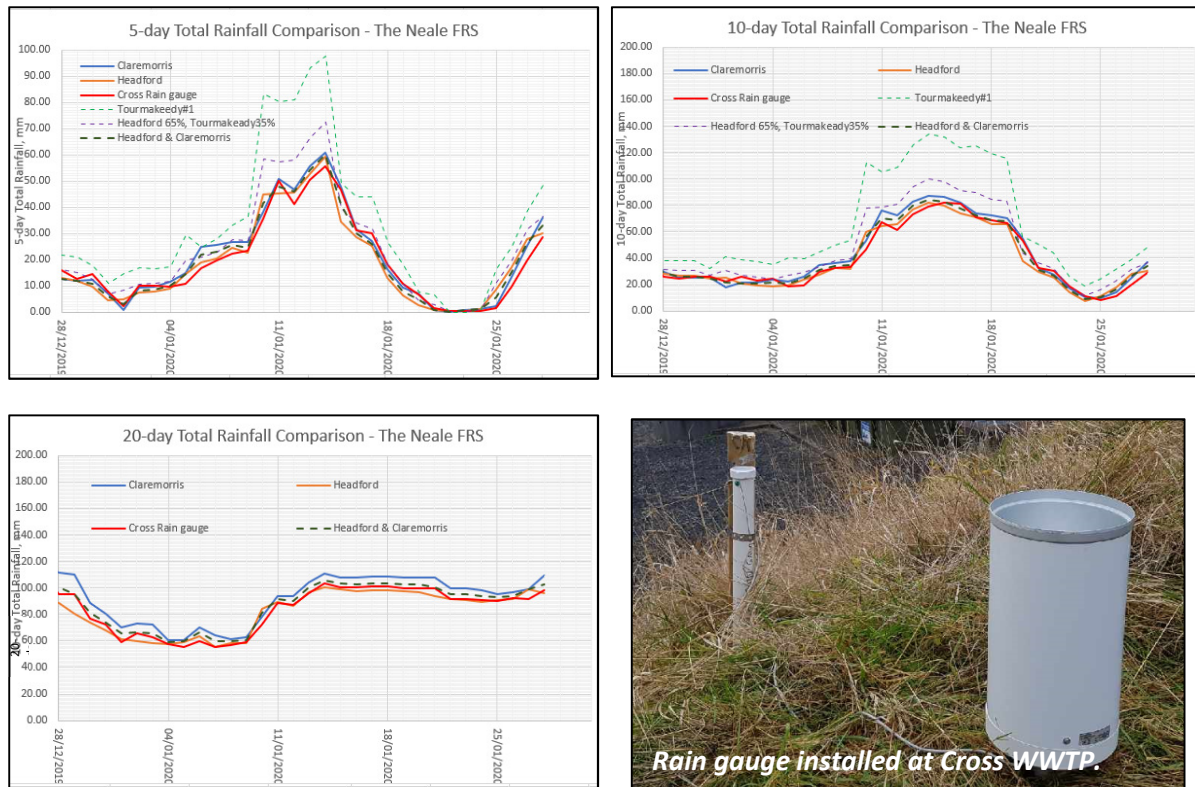 5-day Total Rainfall Comparison - The Neale FRS
100.00
90.00
80.00
70.00
60.00
50.00
40.00
30.00
20.00
10.00
0.00
5-day Total Rainfall, mm
Claremorris
Headford
Cross Rain gauge
Tourmakeedy#1
Headford 65%, Tourmakeady35%
Headford & Claremorris
28/12/2019
04/01/2020
11/01/2020
18/01/2020
25/01/2020
10-day Total Rainfall Comparison - The Neale FRS
200.00
180.00
160.00
140.00
120.00
100.00
80.00
60.00
40.00
20.00
0.00
10-day Total Rainfall, mm
Claremorris
Headford
Cross Rain gauge
Tourmakeedy#1
Headford 65%, Tourmakeady35%
Headford & Claremorris
28/12/2019
04/01/2020
11/01/2020
18/01/2020
25/01/2020
20-day Total Rainfall Comparison - The Neale FRS
200.00
180.00
160.00
140.00
120.00
100.00
80.00
60.00
40.00
20.00
0.00
20-day Total Rainfall, mm
Claremorris
Headford
Cross Rain gauge
Headford & Claremorris
28/12/2019
04/01/2020
11/01/2020
18/01/2020
25/01/2020
Rain gauge installed at Cross WWTP.